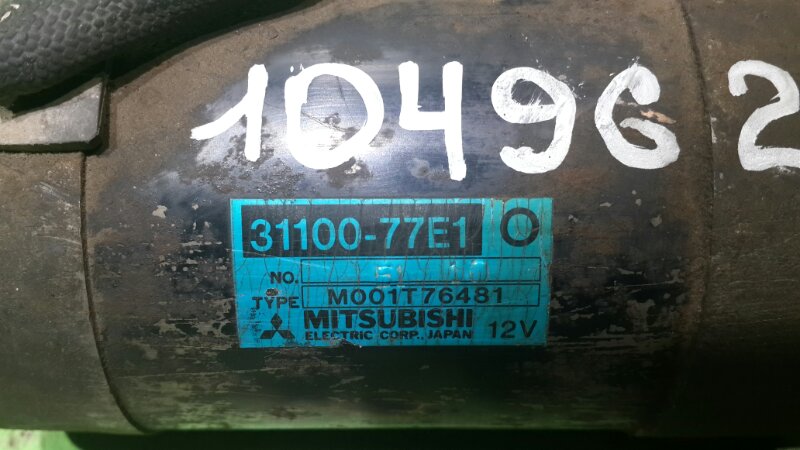 104962
31100-77E1 O
NO.
TYPE M001T76481
MITSUBISHI 12V
ELECTRIC CORP., JAPAN